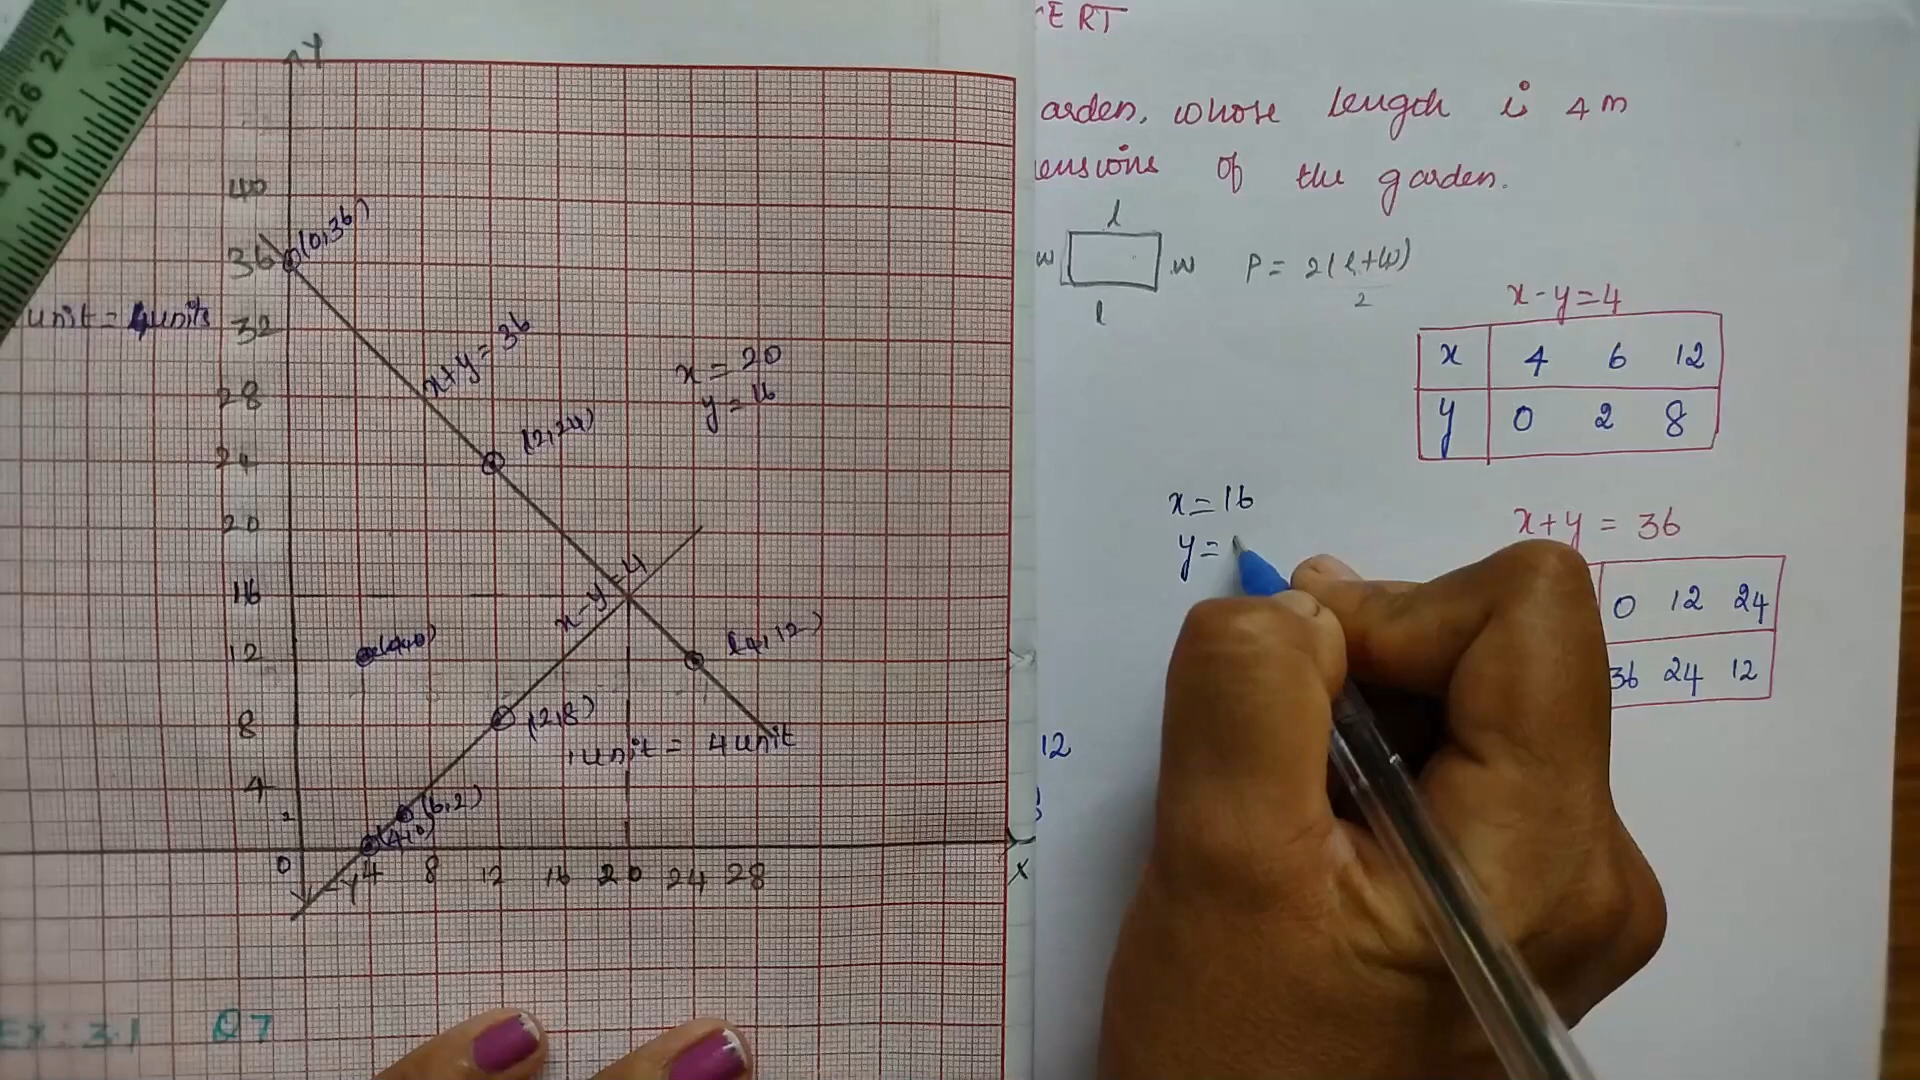 26 27
10 11
Y
40
(0,36)
36
unit = 4units
32
x+y = 36
x = 20
28
y = 16
(12,24)
24
20
x-y=4
16
12
(4,12)
8
(12,8)
1unit = 4unit
4
(6,2)
2
(4,0)
0
4 8 12 16 20 24 28
X
Ex: 3.1 Q7
ERT
arden, whose length is 4 m
ensions of the garden.
l
w w P = 2(l+w)
2
l
x-y=4
x 4 6 12
y 0 2 8
x = 16
y =
x+y = 36
0 12 24
36 24 12
12